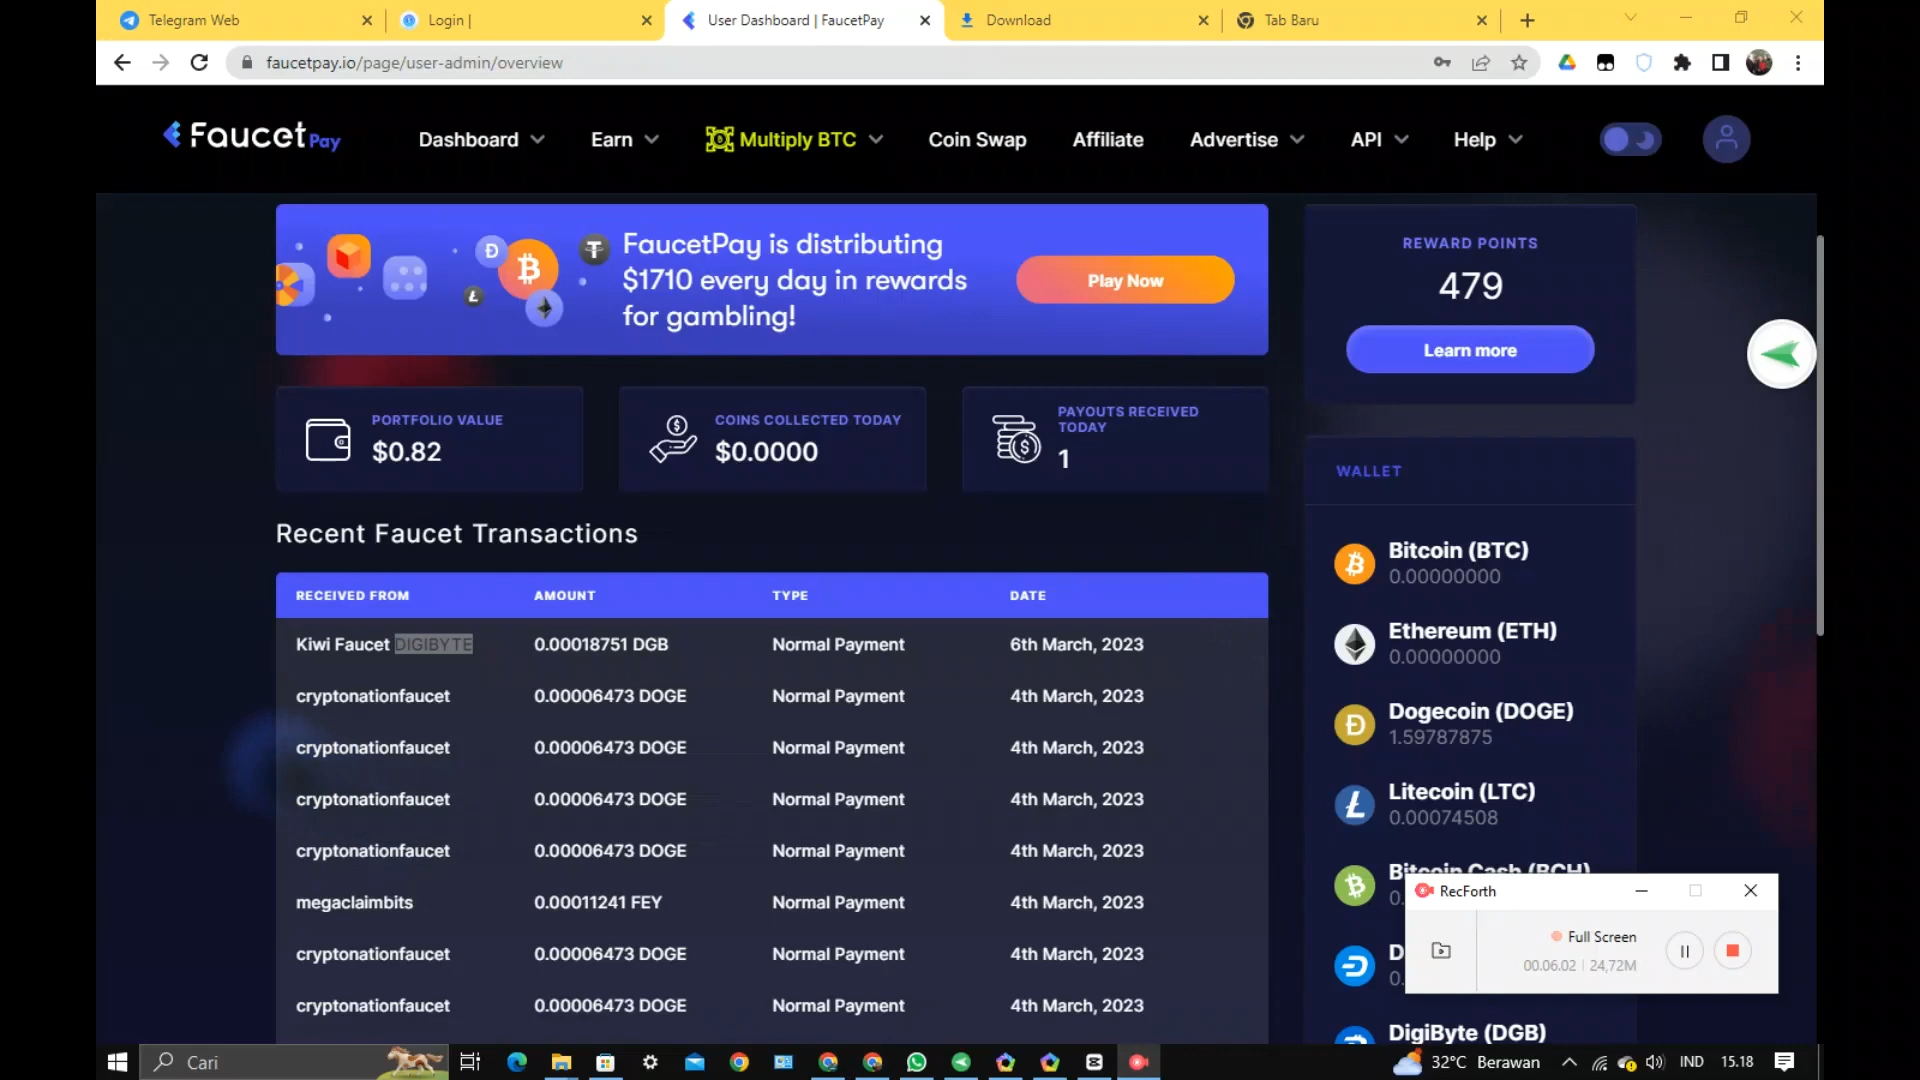 Telegram Web
Login |
User Dashboard | FaucetPay
Download
Tab Baru
faucetpay.io/page/user-admin/overview
FaucetPay
Dashboard
Earn
Multiply BTC
Coin Swap
Affiliate
Advertise
API
Help
FaucetPay is distributing
$1710 every day in rewards
for gambling!
Play Now
REWARD POINTS
479
Learn more
PORTFOLIO VALUE
$0.82
COINS COLLECTED TODAY
$0.0000
PAYOUTS RECEIVED
TODAY
1
WALLET
Bitcoin (BTC)
0.00000000
Ethereum (ETH)
0.00000000
Dogecoin (DOGE)
1.59787875
Litecoin (LTC)
0.00074508
Bitcoin Cash (BCH)
0.
D
0.
DigiByte (DGB)
Recent Faucet Transactions
RECEIVED FROM AMOUNT TYPE DATE
Kiwi Faucet DIGIBYTE 0.00018751 DGB Normal Payment 6th March, 2023
cryptonationfaucet 0.00006473 DOGE Normal Payment 4th March, 2023
cryptonationfaucet 0.00006473 DOGE Normal Payment 4th March, 2023
cryptonationfaucet 0.00006473 DOGE Normal Payment 4th March, 2023
cryptonationfaucet 0.00006473 DOGE Normal Payment 4th March, 2023
megaclaimbits 0.00011241 FEY Normal Payment 4th March, 2023
cryptonationfaucet 0.00006473 DOGE Normal Payment 4th March, 2023
cryptonationfaucet 0.00006473 DOGE Normal Payment 4th March, 2023
RecForth
Full Screen
00.06.02 | 24,72M
Cari
32°C Berawan
IND
15.18